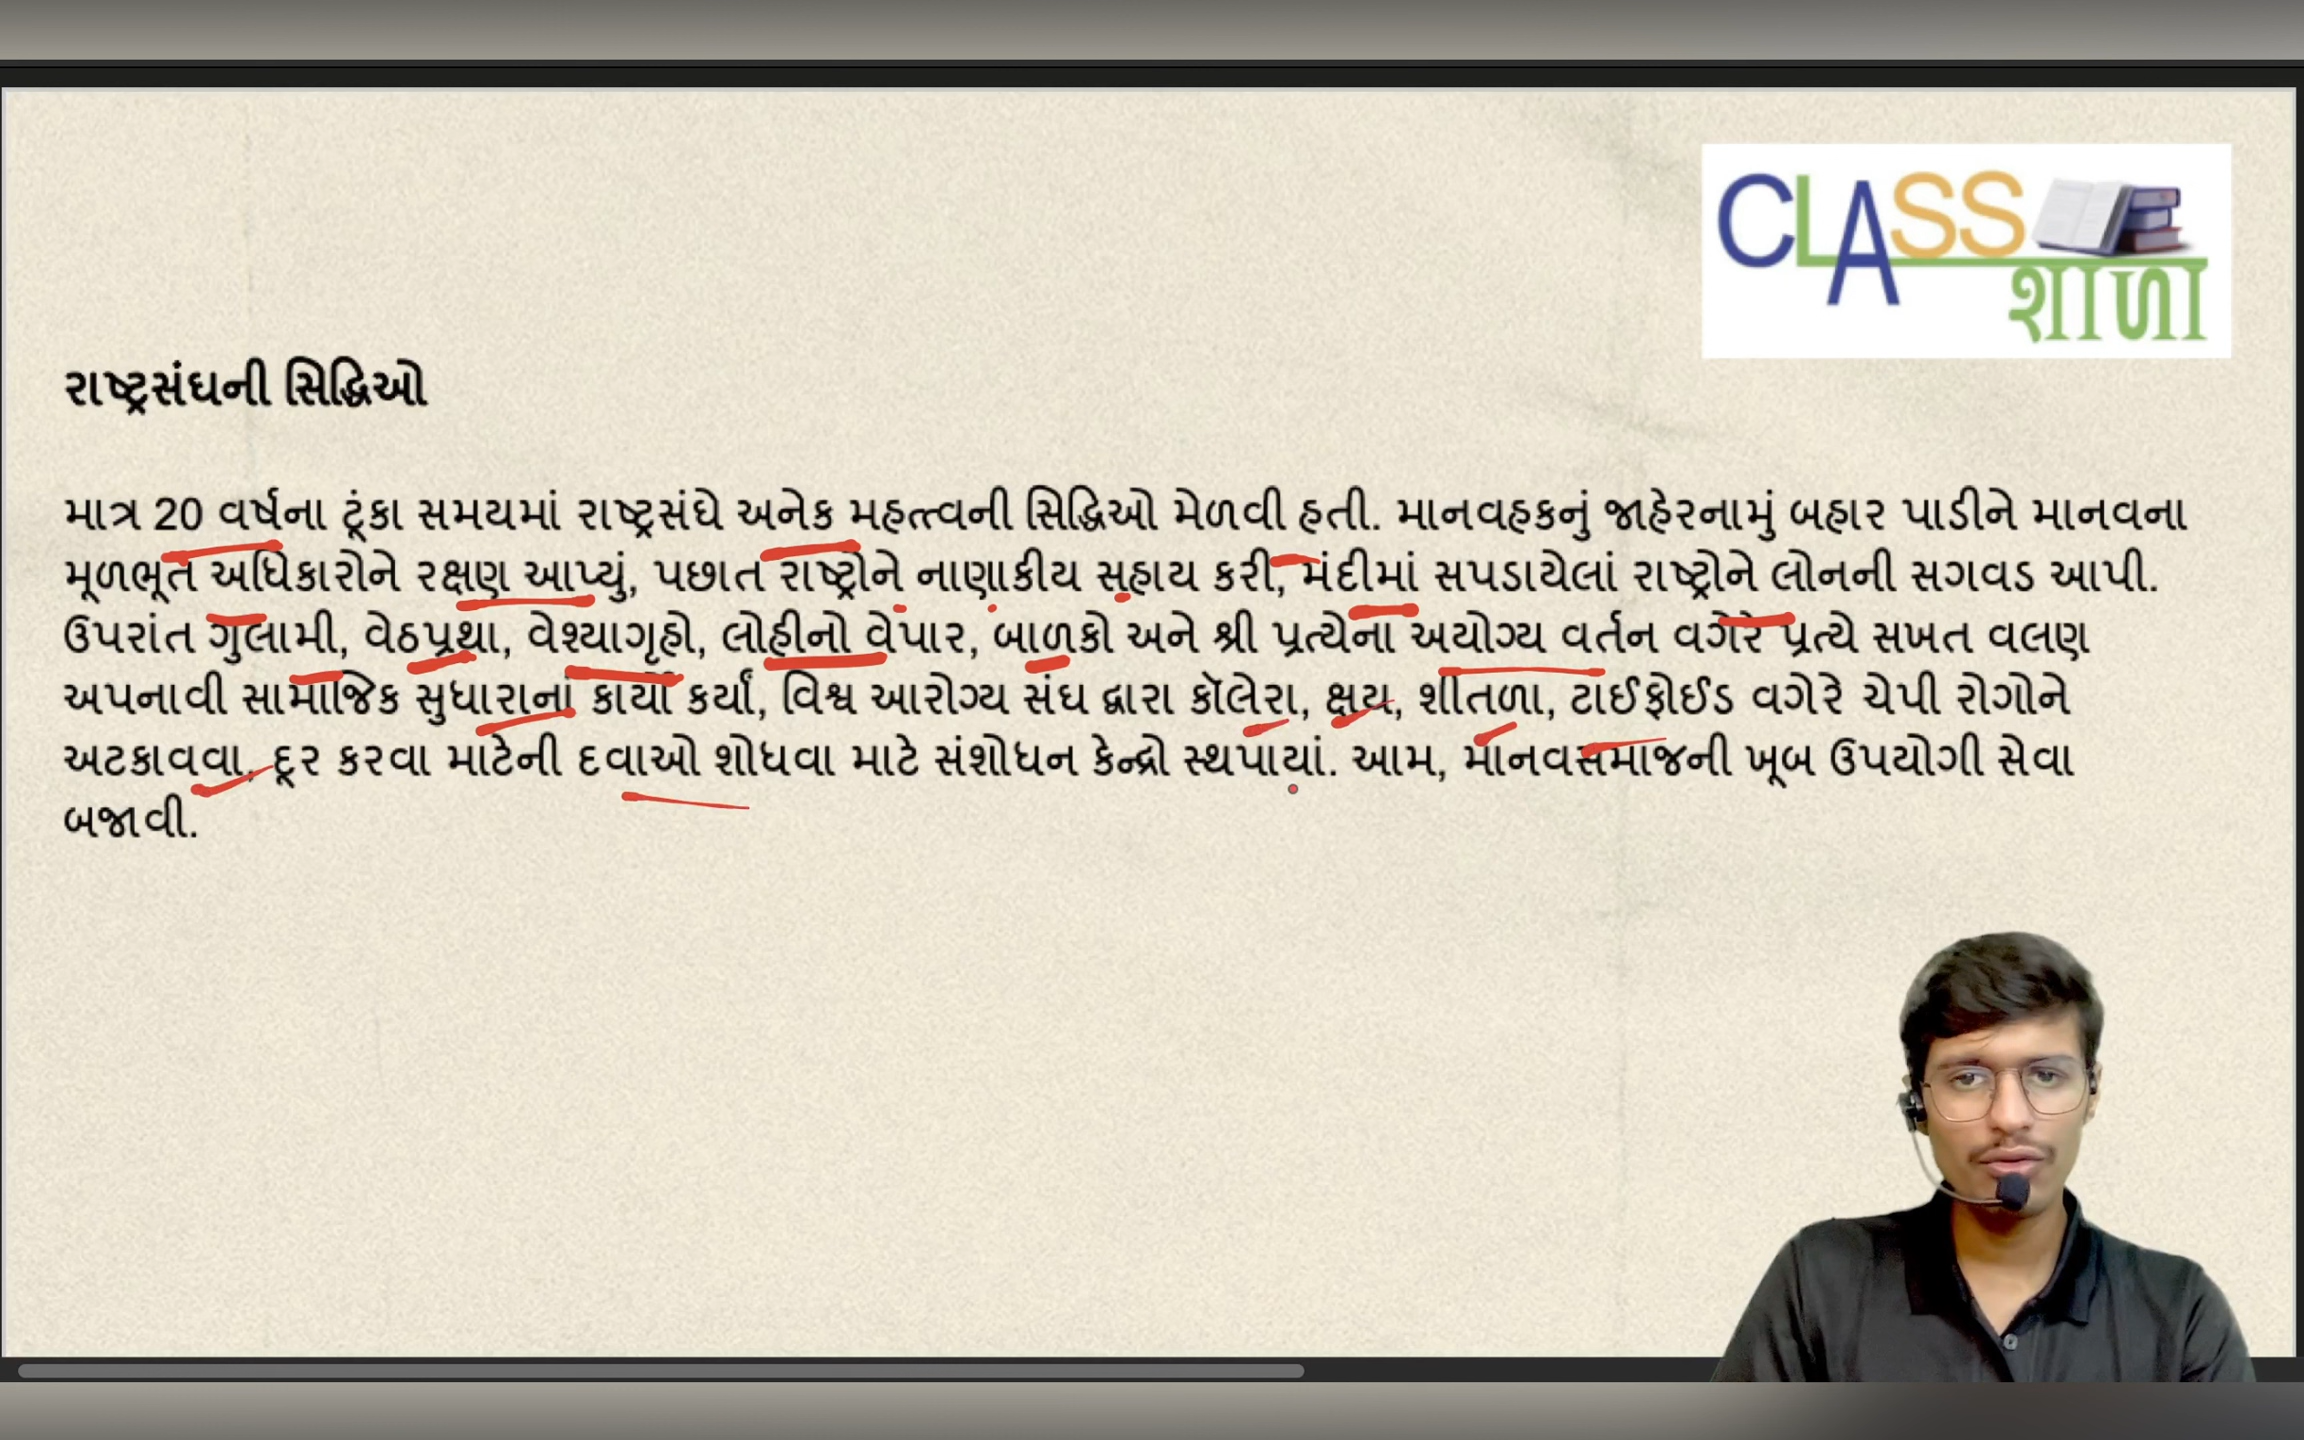 CLASS
શાળા
રાષ્ટ્રસંઘની સિદ્ધિઓ
માત્ર 20 વર્ષના ટૂંકા સમયમાં રાષ્ટ્રસંઘે અનેક મહત્ત્વની સિદ્ધિઓ મેળવી હતી. માનવહકનું જાહેરનામું બહાર પાડીને માનવના
મૂળભૂત અધિકારોને રક્ષણ આપ્યું, પછાત રાષ્ટ્રોને નાણાકીય સહાય કરી, મંદીમાં સપડાયેલાં રાષ્ટ્રોને લોનની સગવડ આપી.
ઉપરાંત ગુલામી, વેઠપ્રથા, વેશ્યાગૃહો, લોહીનો વેપાર, બાળકો અને શ્રી પ્રત્યેના અયોગ્ય વર્તન વગેરે પ્રત્યે સખત વલણ
અપનાવી સામાજિક સુધારાનાં કાર્યો કર્યાં, વિશ્વ આરોગ્ય સંઘ દ્વારા કૉલેરા, ક્ષય, શીતળા, ટાઈફોઈડ વગેરે ચેપી રોગોને
અટકાવવા, દૂર કરવા માટેની દવાઓ શોધવા માટે સંશોધન કેન્દ્રો સ્થપાયાં. આમ, માનવસમાજની ખૂબ ઉપયોગી સેવા
બજાવી.